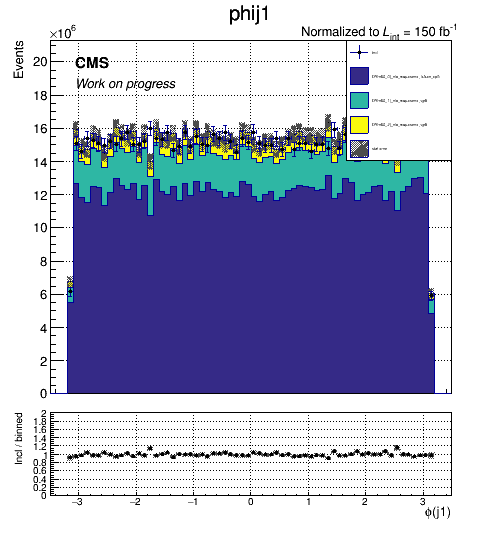 phij1
Normalized to L_int = 150 fb⁻¹
×10⁶
Events
CMS
Work on progress
20
18
16
14
12
10
8
6
4
2
0
Incl / binned
2
1.8
1.6
1.4
1.2
1
0.8
0.6
0.4
0.2
0
−3 −2 −1 0 1 2 3
ϕ(j1)